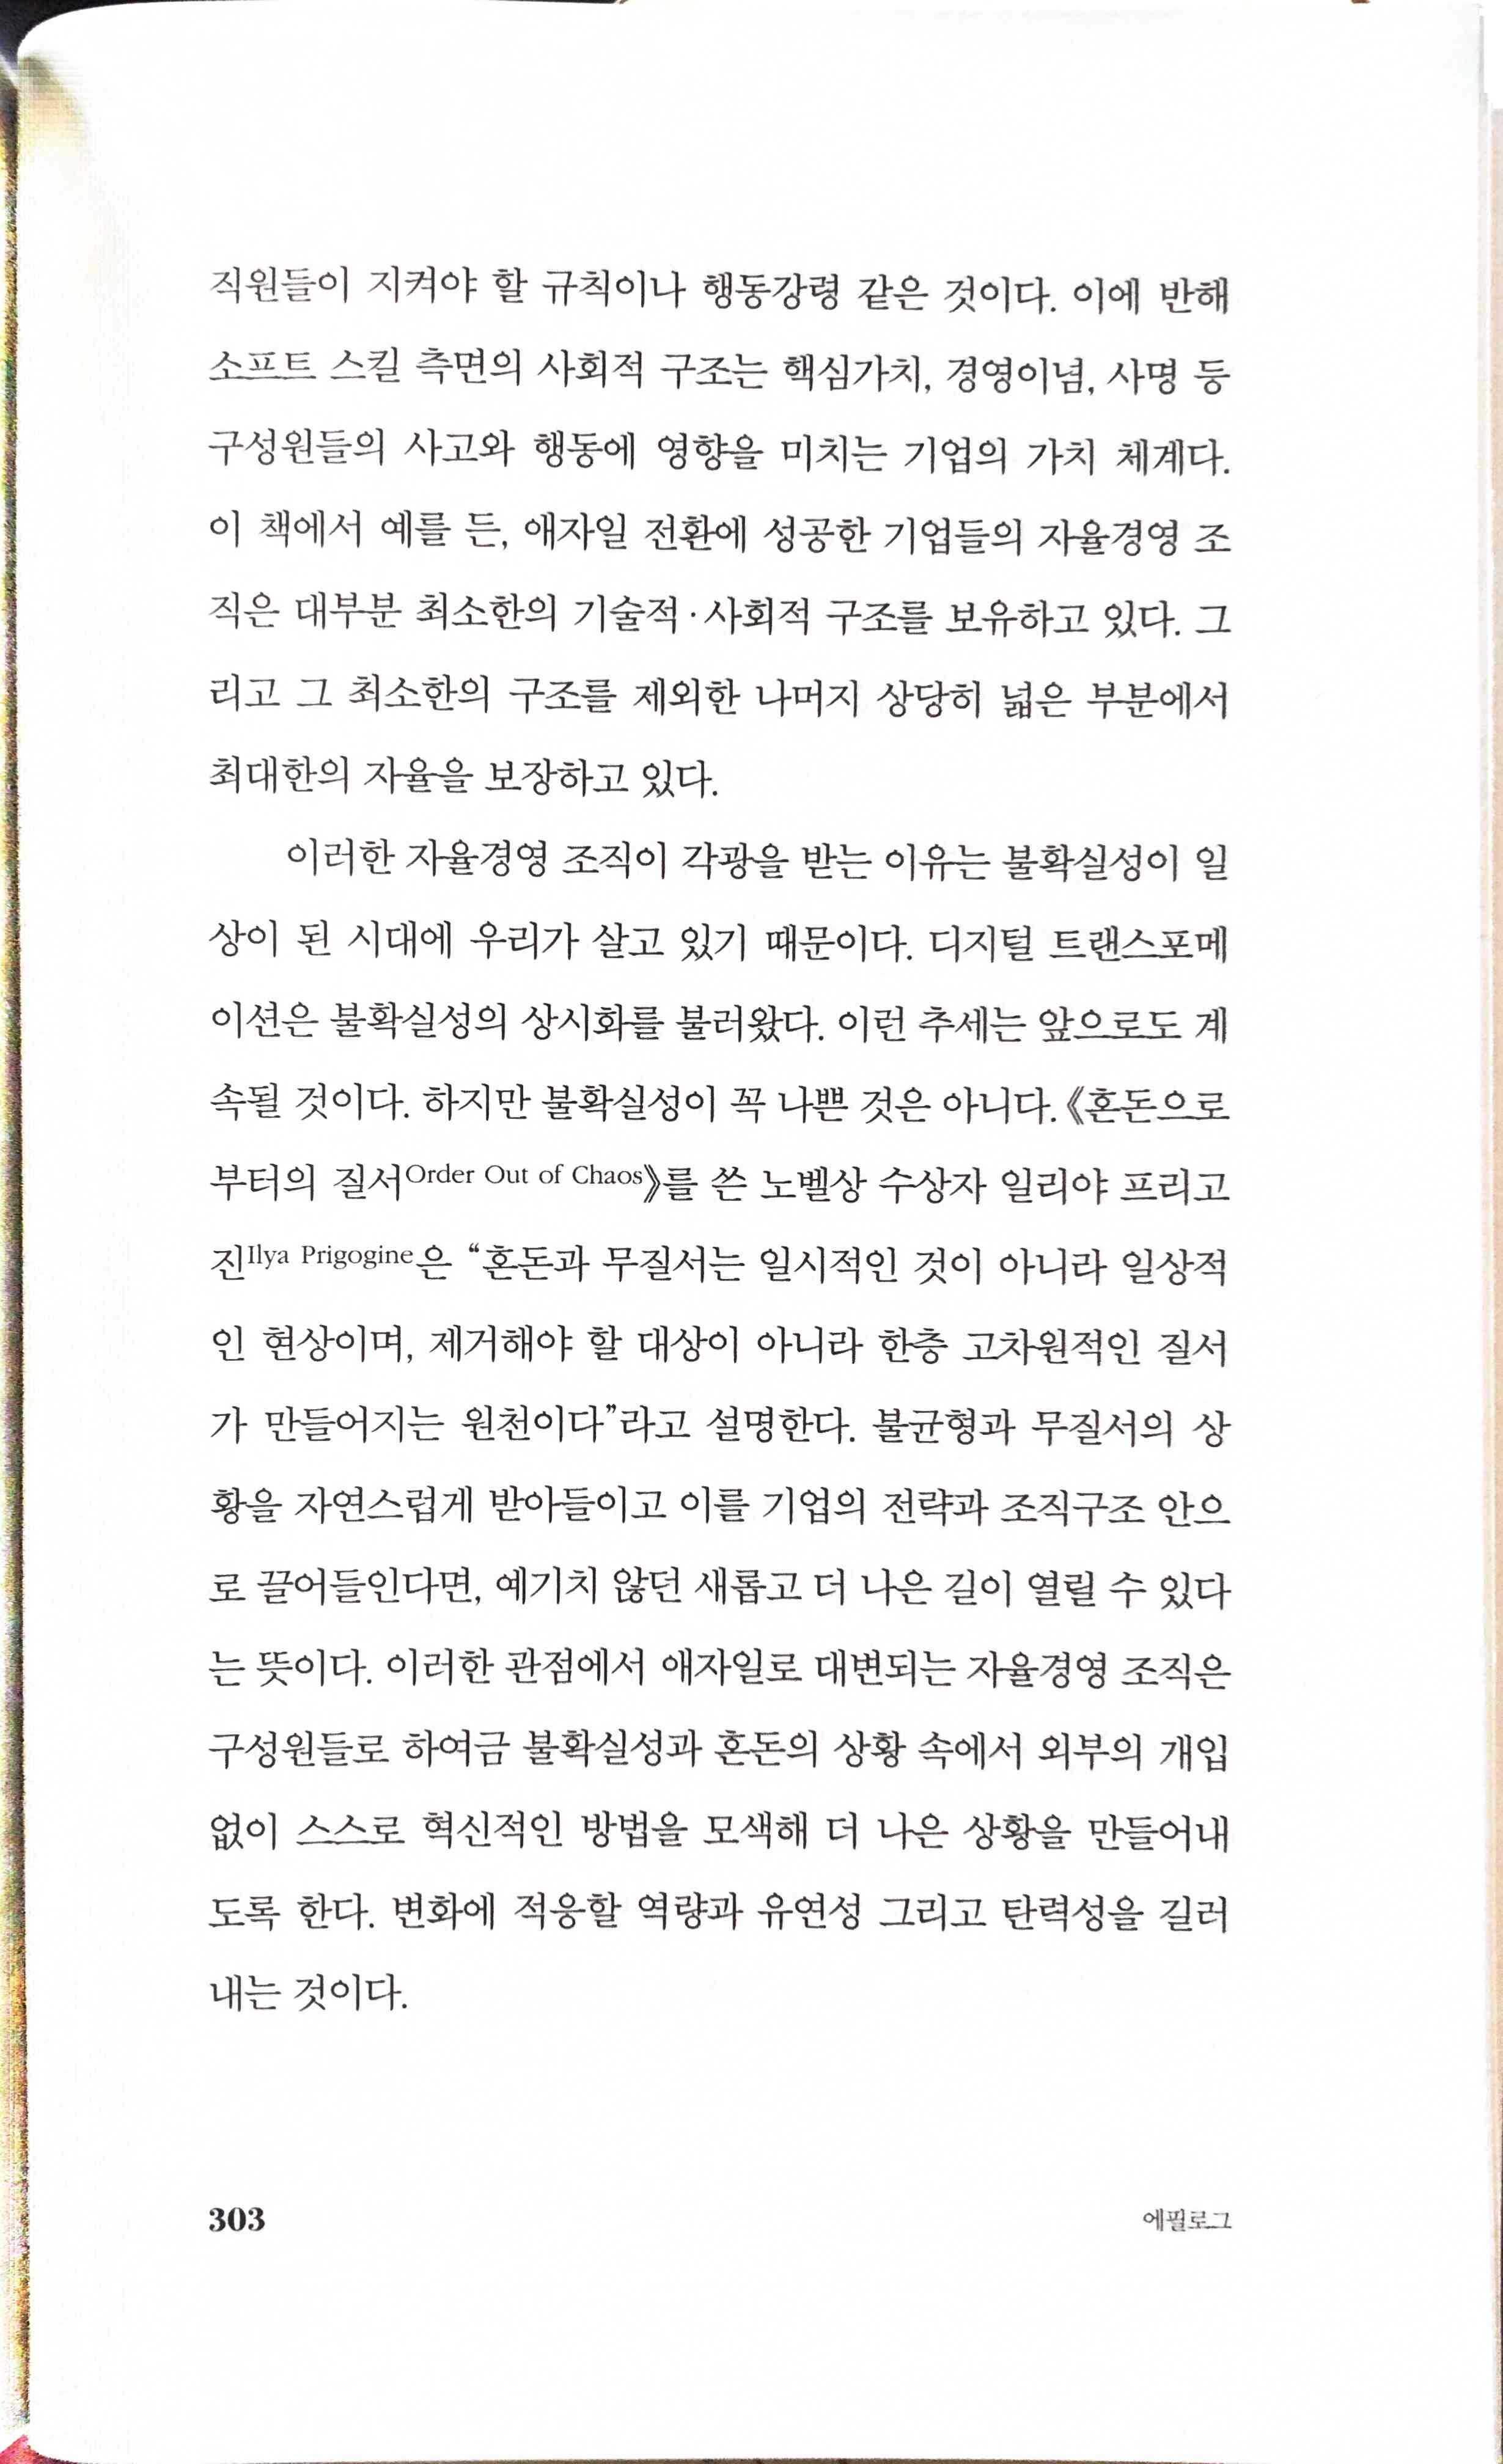 직원들이 지켜야 할 규칙이나 행동강령 같은 것이다. 이에 반해
소프트 스킬 측면의 사회적 구조는 핵심가치, 경영이념, 사명 등
구성원들의 사고와 행동에 영향을 미치는 기업의 가치 체계다.
이 책에서 예를 든, 애자일 전환에 성공한 기업들의 자율경영 조
직은 대부분 최소한의 기술적·사회적 구조를 보유하고 있다. 그
리고 그 최소한의 구조를 제외한 나머지 상당히 넓은 부분에서
최대한의 자율을 보장하고 있다.
이러한 자율경영 조직이 각광을 받는 이유는 불확실성이 일
상이 된 시대에 우리가 살고 있기 때문이다. 디지털 트랜스포메
이션은 불확실성의 상시화를 불러왔다. 이런 추세는 앞으로도 계
속될 것이다. 하지만 불확실성이 꼭 나쁜 것은 아니다. 《혼돈으로
부터의 질서Order Out of Chaos》를 쓴 노벨상 수상자 일리야 프리고
진Ilya Prigogine은 “혼돈과 무질서는 일시적인 것이 아니라 일상적
인 현상이며, 제거해야 할 대상이 아니라 한층 고차원적인 질서
가 만들어지는 원천이다”라고 설명한다. 불균형과 무질서의 상
황을 자연스럽게 받아들이고 이를 기업의 전략과 조직구조 안으
로 끌어들인다면, 예기치 않던 새롭고 더 나은 길이 열릴 수 있다
는 뜻이다. 이러한 관점에서 애자일로 대변되는 자율경영 조직은
구성원들로 하여금 불확실성과 혼돈의 상황 속에서 외부의 개입
없이 스스로 혁신적인 방법을 모색해 더 나은 상황을 만들어내
도록 한다. 변화에 적응할 역량과 유연성 그리고 탄력성을 길러
내는 것이다.
303 에필로그